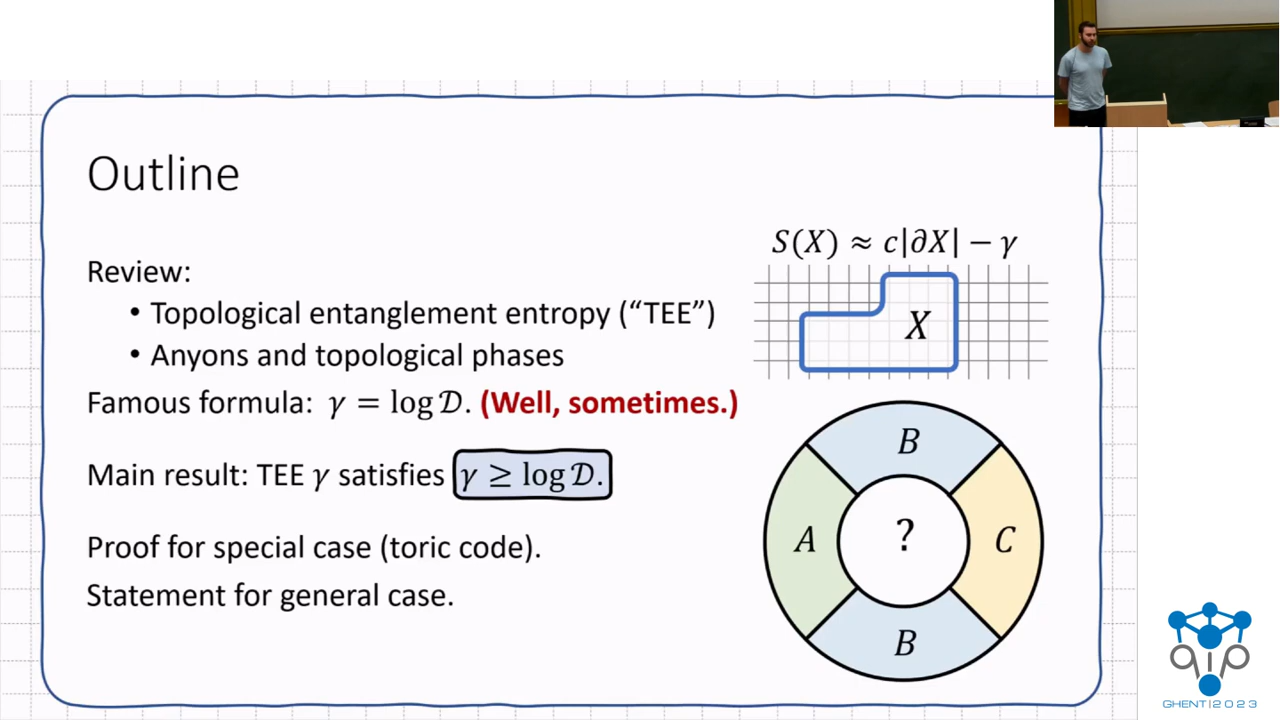 Outline
Review:
• Topological entanglement entropy (“TEE”)
• Anyons and topological phases
Famous formula: γ = log 𝒟. (Well, sometimes.)
Main result: TEE γ satisfies γ ≥ log 𝒟.
Proof for special case (toric code).
Statement for general case.
S(X) ≈ c|∂X| − γ
X
B
A
?
C
B
qip
GHENT|2023